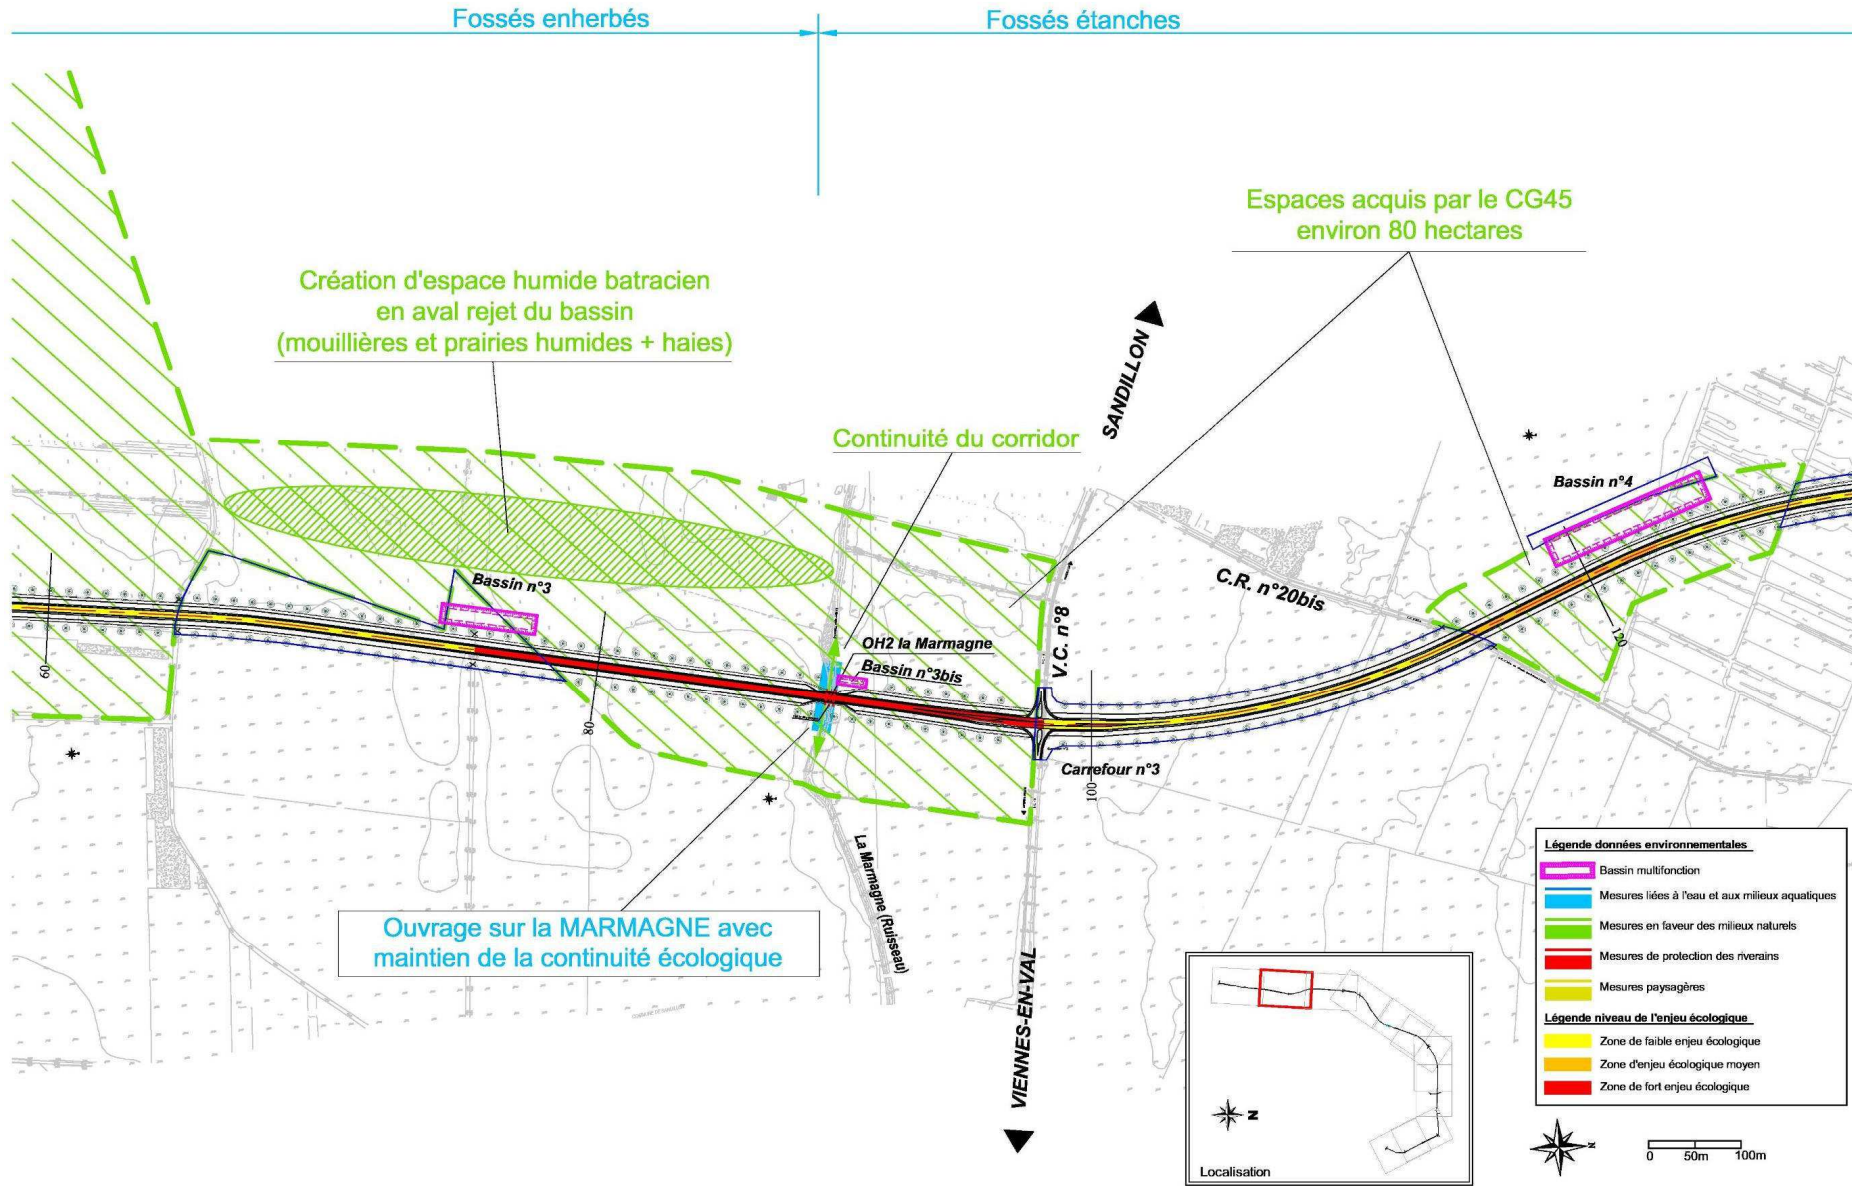 Fossés enherbés
Fossés étanches
Espaces acquis par le CG45
environ 80 hectares
Création d'espace humide batracien
en aval rejet du bassin
(mouillières et prairies humides + haies)
SANDILLON
Continuité du corridor
Bassin n°4
Bassin n°3
C.R. n°20bis
V.C. n°8
OH2 la Marmagne
Bassin n°3bis
60
80
100
120
Carrefour n°3
La Marmagne (Ruisseau)
Ouvrage sur la MARMAGNE avec
maintien de la continuité écologique
VIENNES-EN-VAL
Légende données environnementales
Bassin multifonction
Mesures liées à l'eau et aux milieux aquatiques
Mesures en faveur des milieux naturels
Mesures de protection des riverains
Mesures paysagères
Légende niveau de l'enjeu écologique
Zone de faible enjeu écologique
Zone d'enjeu écologique moyen
Zone de fort enjeu écologique
N
Localisation
N
0 50m 100m